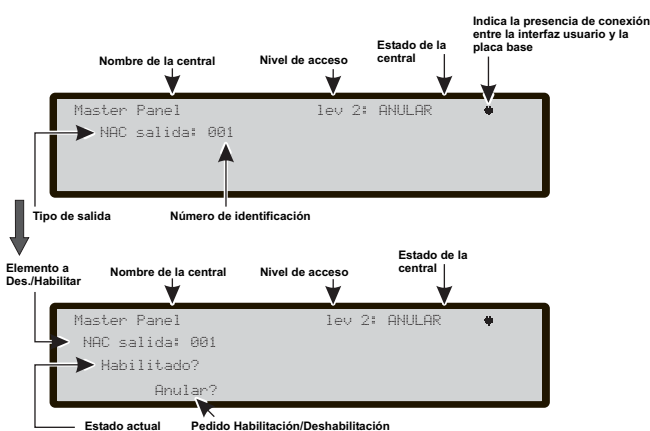 Indica la presencia de conexión
entre la interfaz usuario y la
placa base
Estado de la
central
Nombre de la central
Nivel de acceso
Master Panel lev 2: ANULAR
NAC salida: 001
Tipo de salida
Número de identificación
Elemento a
Des./Habilitar
Nombre de la central
Nivel de acceso
Estado de la
central
Master Panel lev 2: ANULAR
NAC salida: 001
Habilitado?
Anular?
Estado actual
Pedido Habilitación/Deshabilitación